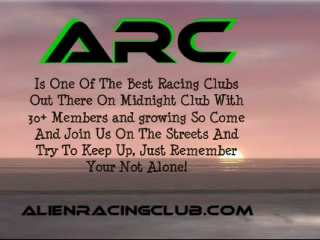 ARC
Is One Of The Best Racing Clubs
Out There On Midnight Club With
30+ Members and growing So Come
And Join Us On The Streets And
Try To Keep Up, Just Remember
Your Not Alone!
ALIENRACINGCLUB.COM